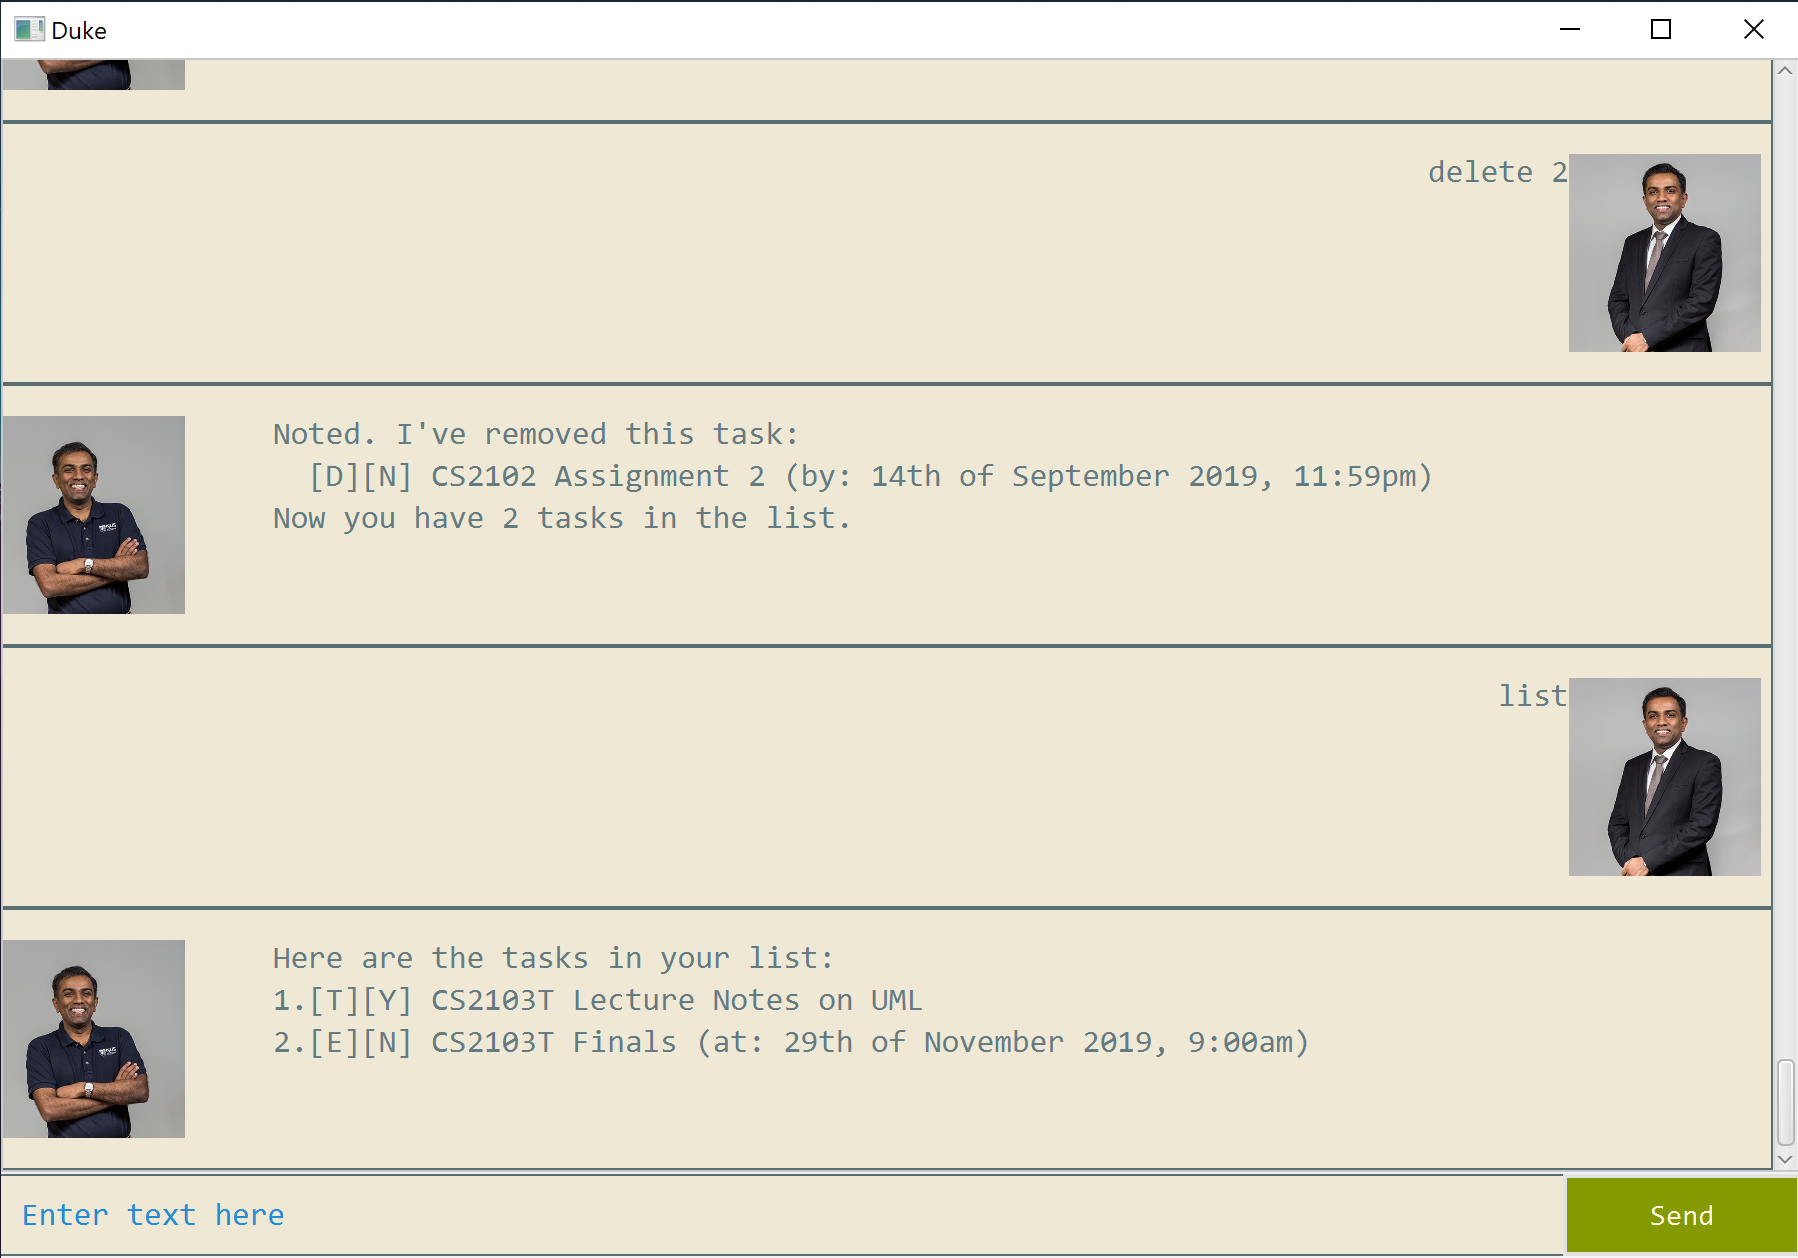 Duke
delete 2
Noted. I've removed this task:
[D][N] CS2102 Assignment 2 (by: 14th of September 2019, 11:59pm)
Now you have 2 tasks in the list.
list
Here are the tasks in your list:
1.[T][Y] CS2103T Lecture Notes on UML
2.[E][N] CS2103T Finals (at: 29th of November 2019, 9:00am)
Enter text here
Send